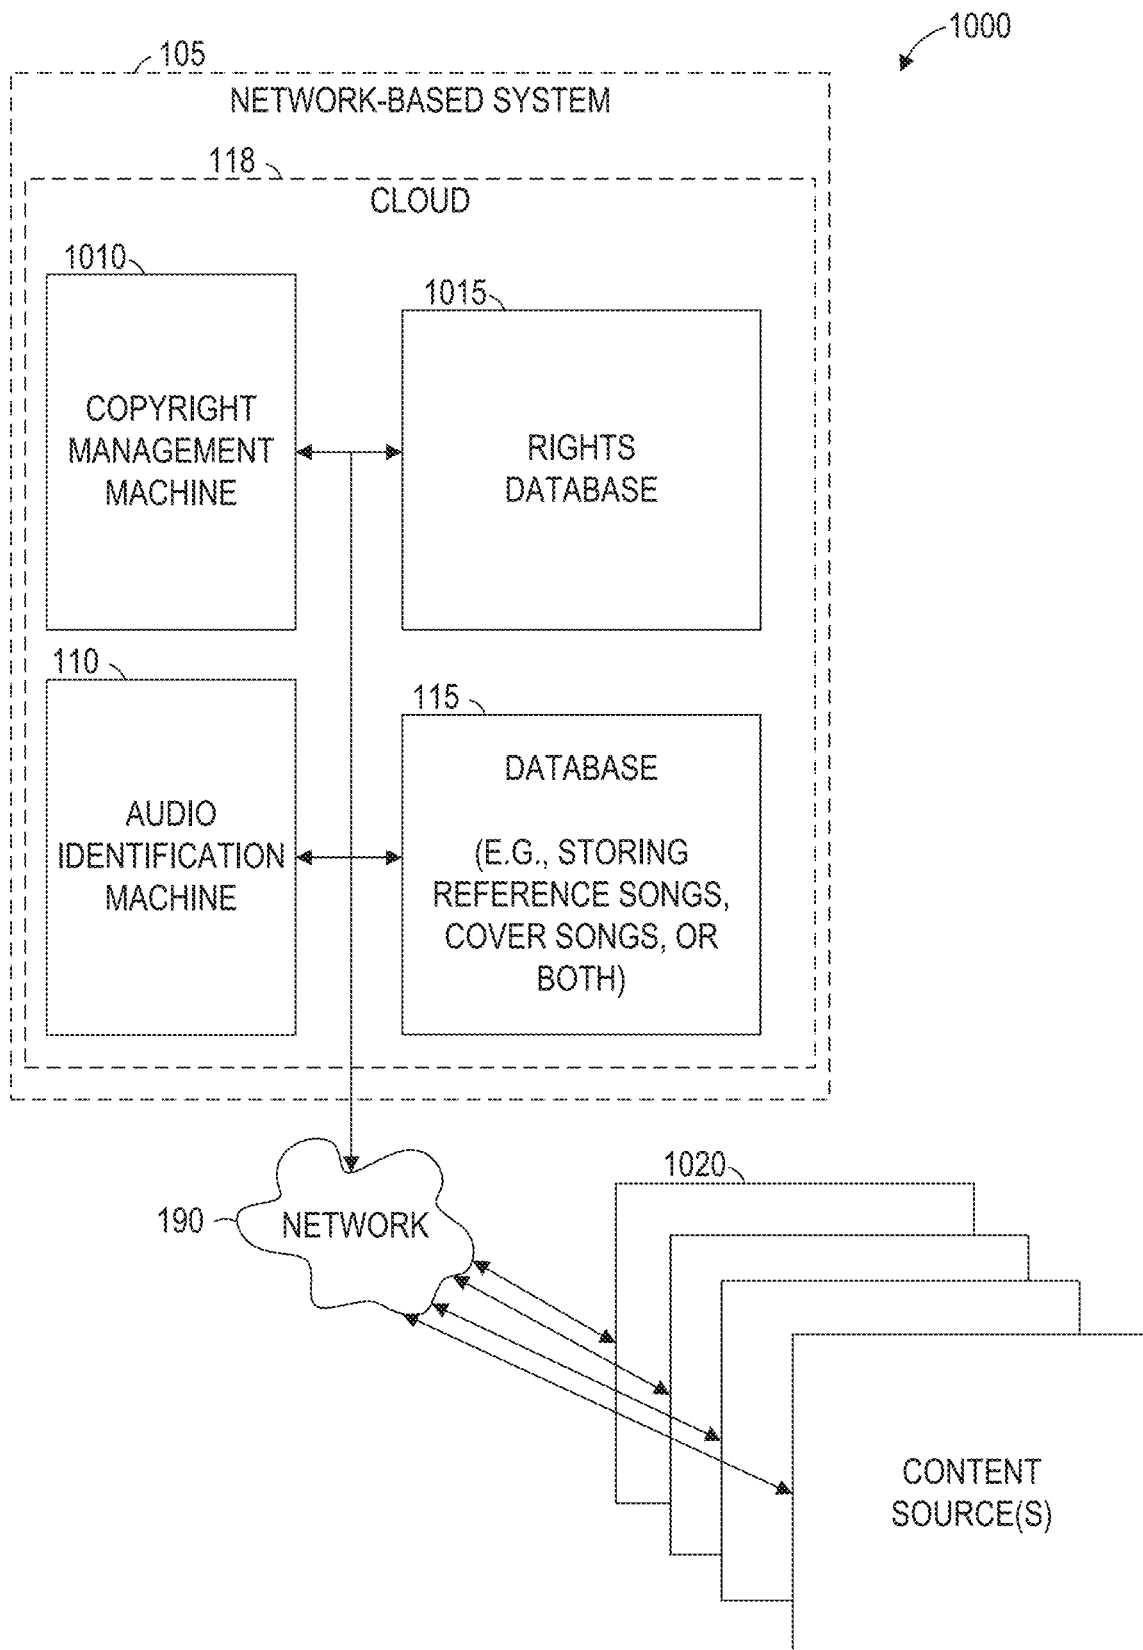 1000
105
NETWORK-BASED SYSTEM
118
CLOUD
1010
COPYRIGHT
MANAGEMENT
MACHINE
1015
RIGHTS
DATABASE
110
AUDIO
IDENTIFICATION
MACHINE
115
DATABASE
(E.G., STORING
REFERENCE SONGS,
COVER SONGS, OR
BOTH)
190
NETWORK
1020
CONTENT
SOURCE(S)